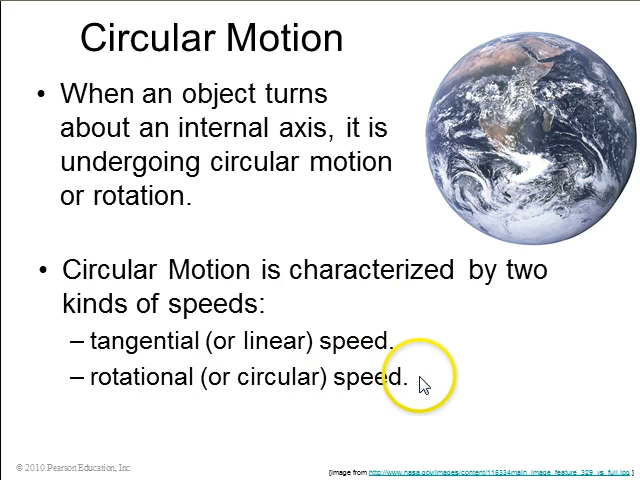 Circular Motion
• When an object turns
about an internal axis, it is
undergoing circular motion
or rotation.
• Circular Motion is characterized by two
kinds of speeds:
– tangential (or linear) speed.
– rotational (or circular) speed.
© 2010 Pearson Education, Inc.
[Image from http://www.nasa.gov/images/content/115334main_image_feature_329_ys_full.jpg ]